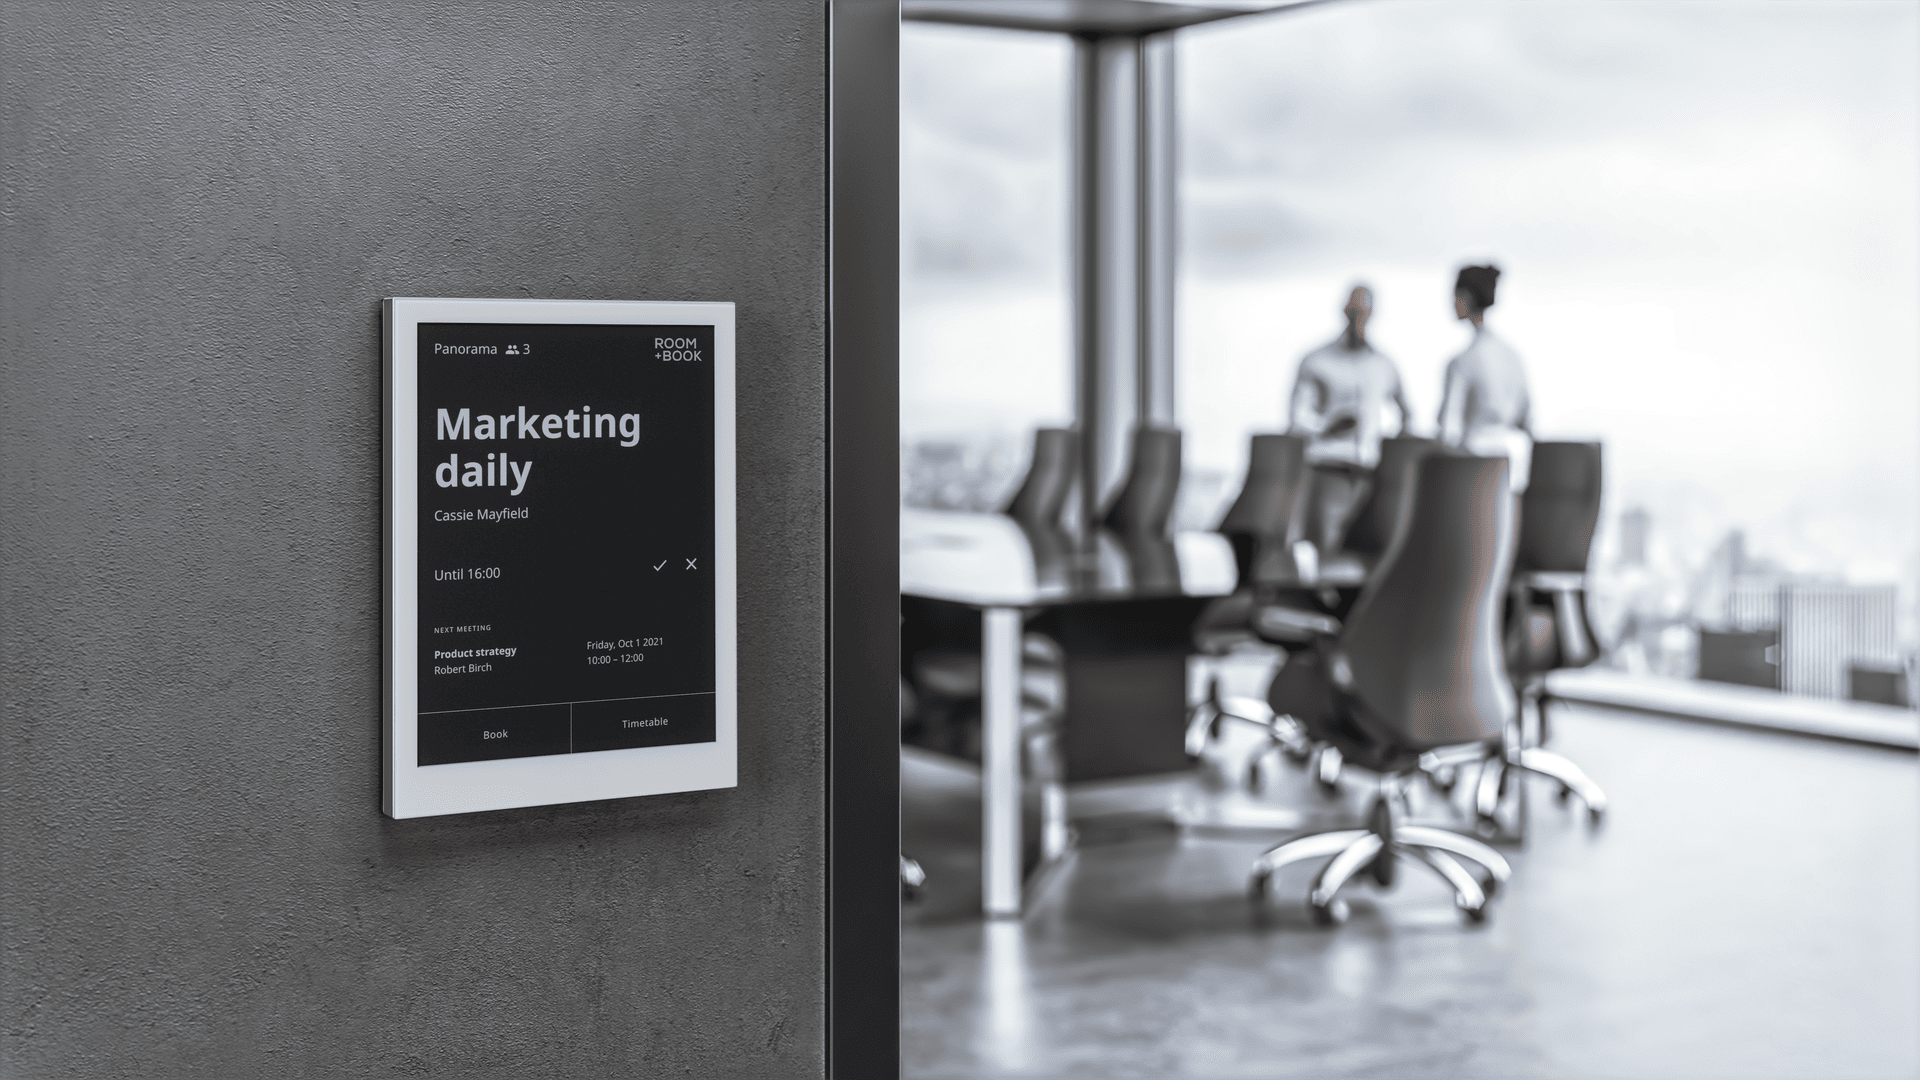 Panorama 3
ROOM
+BOOK
Marketing
daily
Cassie Mayfield
Until 16:00
NEXT MEETING
Product strategy
Robert Birch
Friday, Oct 1 2021
10:00 – 12:00
Book
Timetable